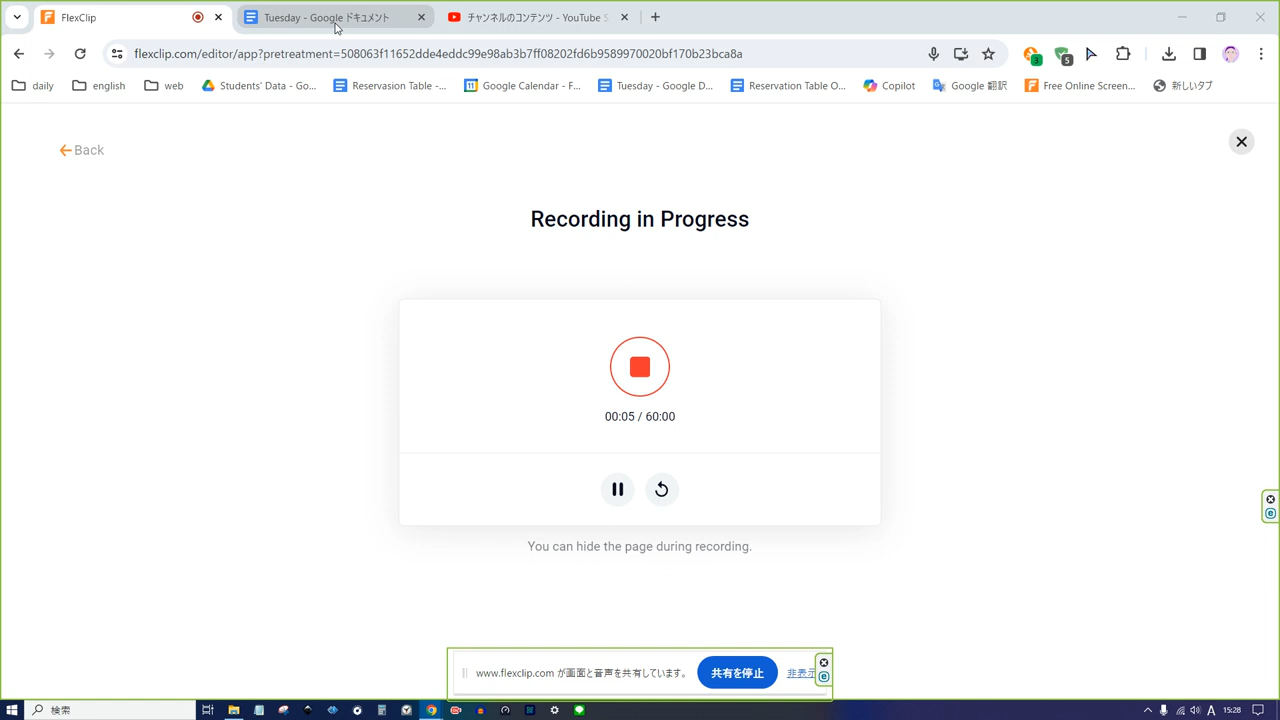 FlexClip
Tuesday - Google ドキュメント
チャンネルのコンテンツ - YouTube S
flexclip.com/editor/app?pretreatment=508063f11652dde4eddc99e98ab3b7ff08202fd6b9589970020bf170b23bca8a
3
5
daily
english
web
Students' Data - Go...
Reservasion Table -...
Google Calendar - F...
Tuesday - Google D...
Reservation Table O...
Copilot
Google 翻訳
Free Online Screen...
新しいタブ
Back
Recording in Progress
00:05 / 60:00
You can hide the page during recording.
www.flexclip.com が画面と音声を共有しています。
共有を停止
非表示
検索
A
15:28